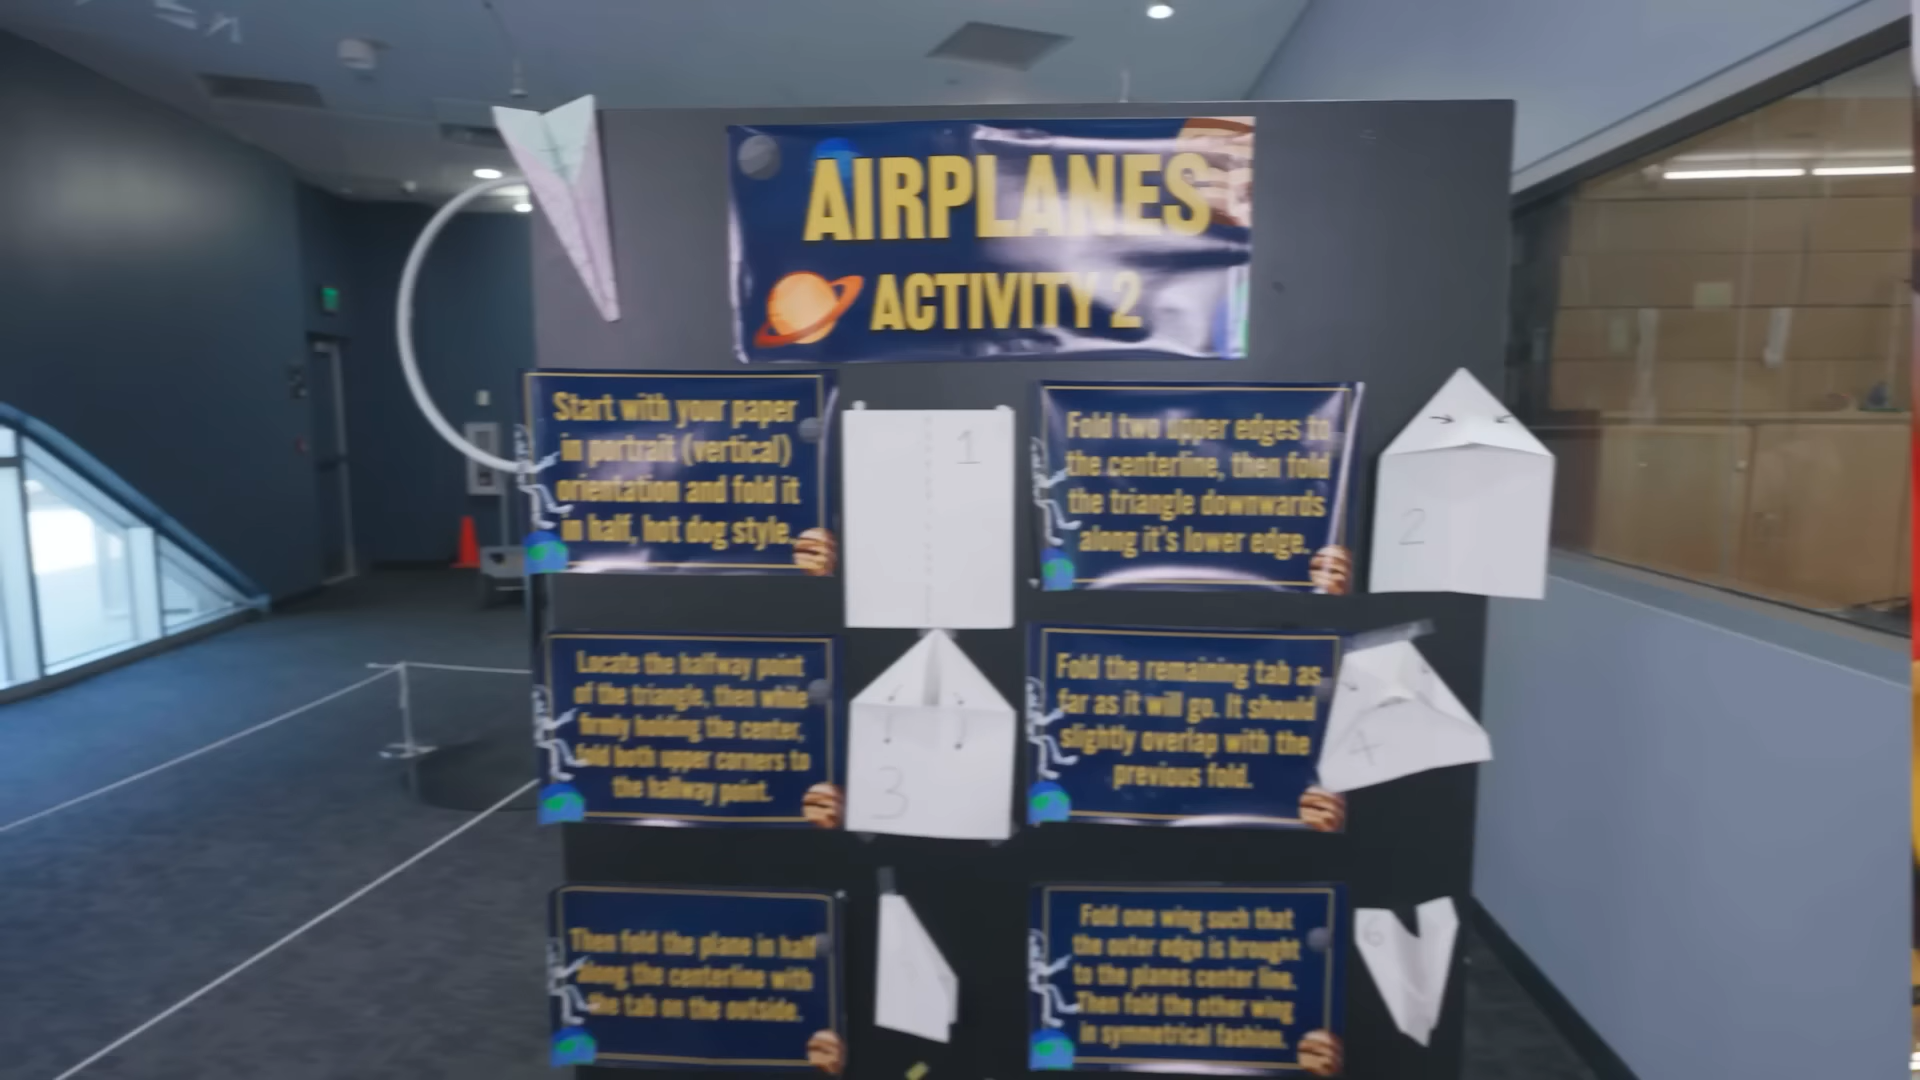 AIRPLANES
ACTIVITY 2
Start with your paper
in portrait (vertical)
orientation and fold it
in half, hot dog style.
1
Fold two upper edges to
the centerline, then fold
the triangle downwards
along it's lower edge.
2
Locate the halfway point
of the triangle, then while
firmly holding the center,
fold both upper corners to
the halfway point.
3
Fold the remaining tab as
far as it will go. It should
slightly overlap with the
previous fold.
4
Then fold the plane in half
along the centerline with
the tab on the outside.
Fold one wing such that
the outer edge is brought
to the planes center line.
Then fold the other wing
in symmetrical fashion.
6